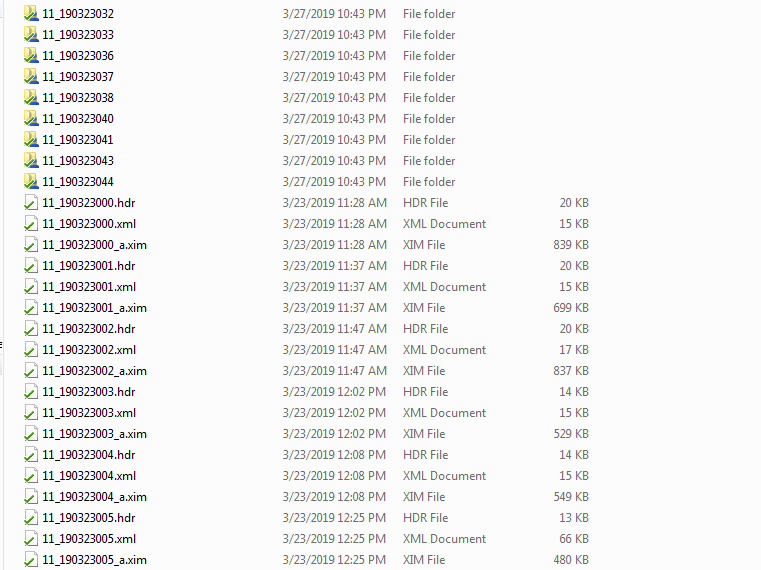 11_190323032 3/27/2019 10:43 PM File folder
11_190323033 3/27/2019 10:43 PM File folder
11_190323036 3/27/2019 10:43 PM File folder
11_190323037 3/27/2019 10:43 PM File folder
11_190323038 3/27/2019 10:43 PM File folder
11_190323040 3/27/2019 10:43 PM File folder
11_190323041 3/27/2019 10:43 PM File folder
11_190323043 3/27/2019 10:43 PM File folder
11_190323044 3/27/2019 10:43 PM File folder
11_190323000.hdr 3/23/2019 11:28 AM HDR File 20 KB
11_190323000.xml 3/23/2019 11:28 AM XML Document 15 KB
11_190323000_a.xim 3/23/2019 11:28 AM XIM File 839 KB
11_190323001.hdr 3/23/2019 11:37 AM HDR File 20 KB
11_190323001.xml 3/23/2019 11:37 AM XML Document 15 KB
11_190323001_a.xim 3/23/2019 11:37 AM XIM File 699 KB
11_190323002.hdr 3/23/2019 11:47 AM HDR File 20 KB
11_190323002.xml 3/23/2019 11:47 AM XML Document 17 KB
11_190323002_a.xim 3/23/2019 11:47 AM XIM File 837 KB
11_190323003.hdr 3/23/2019 12:02 PM HDR File 14 KB
11_190323003.xml 3/23/2019 12:02 PM XML Document 15 KB
11_190323003_a.xim 3/23/2019 12:02 PM XIM File 529 KB
11_190323004.hdr 3/23/2019 12:08 PM HDR File 14 KB
11_190323004.xml 3/23/2019 12:08 PM XML Document 15 KB
11_190323004_a.xim 3/23/2019 12:08 PM XIM File 549 KB
11_190323005.hdr 3/23/2019 12:25 PM HDR File 13 KB
11_190323005.xml 3/23/2019 12:25 PM XML Document 66 KB
11_190323005_a.xim 3/23/2019 12:25 PM XIM File 480 KB